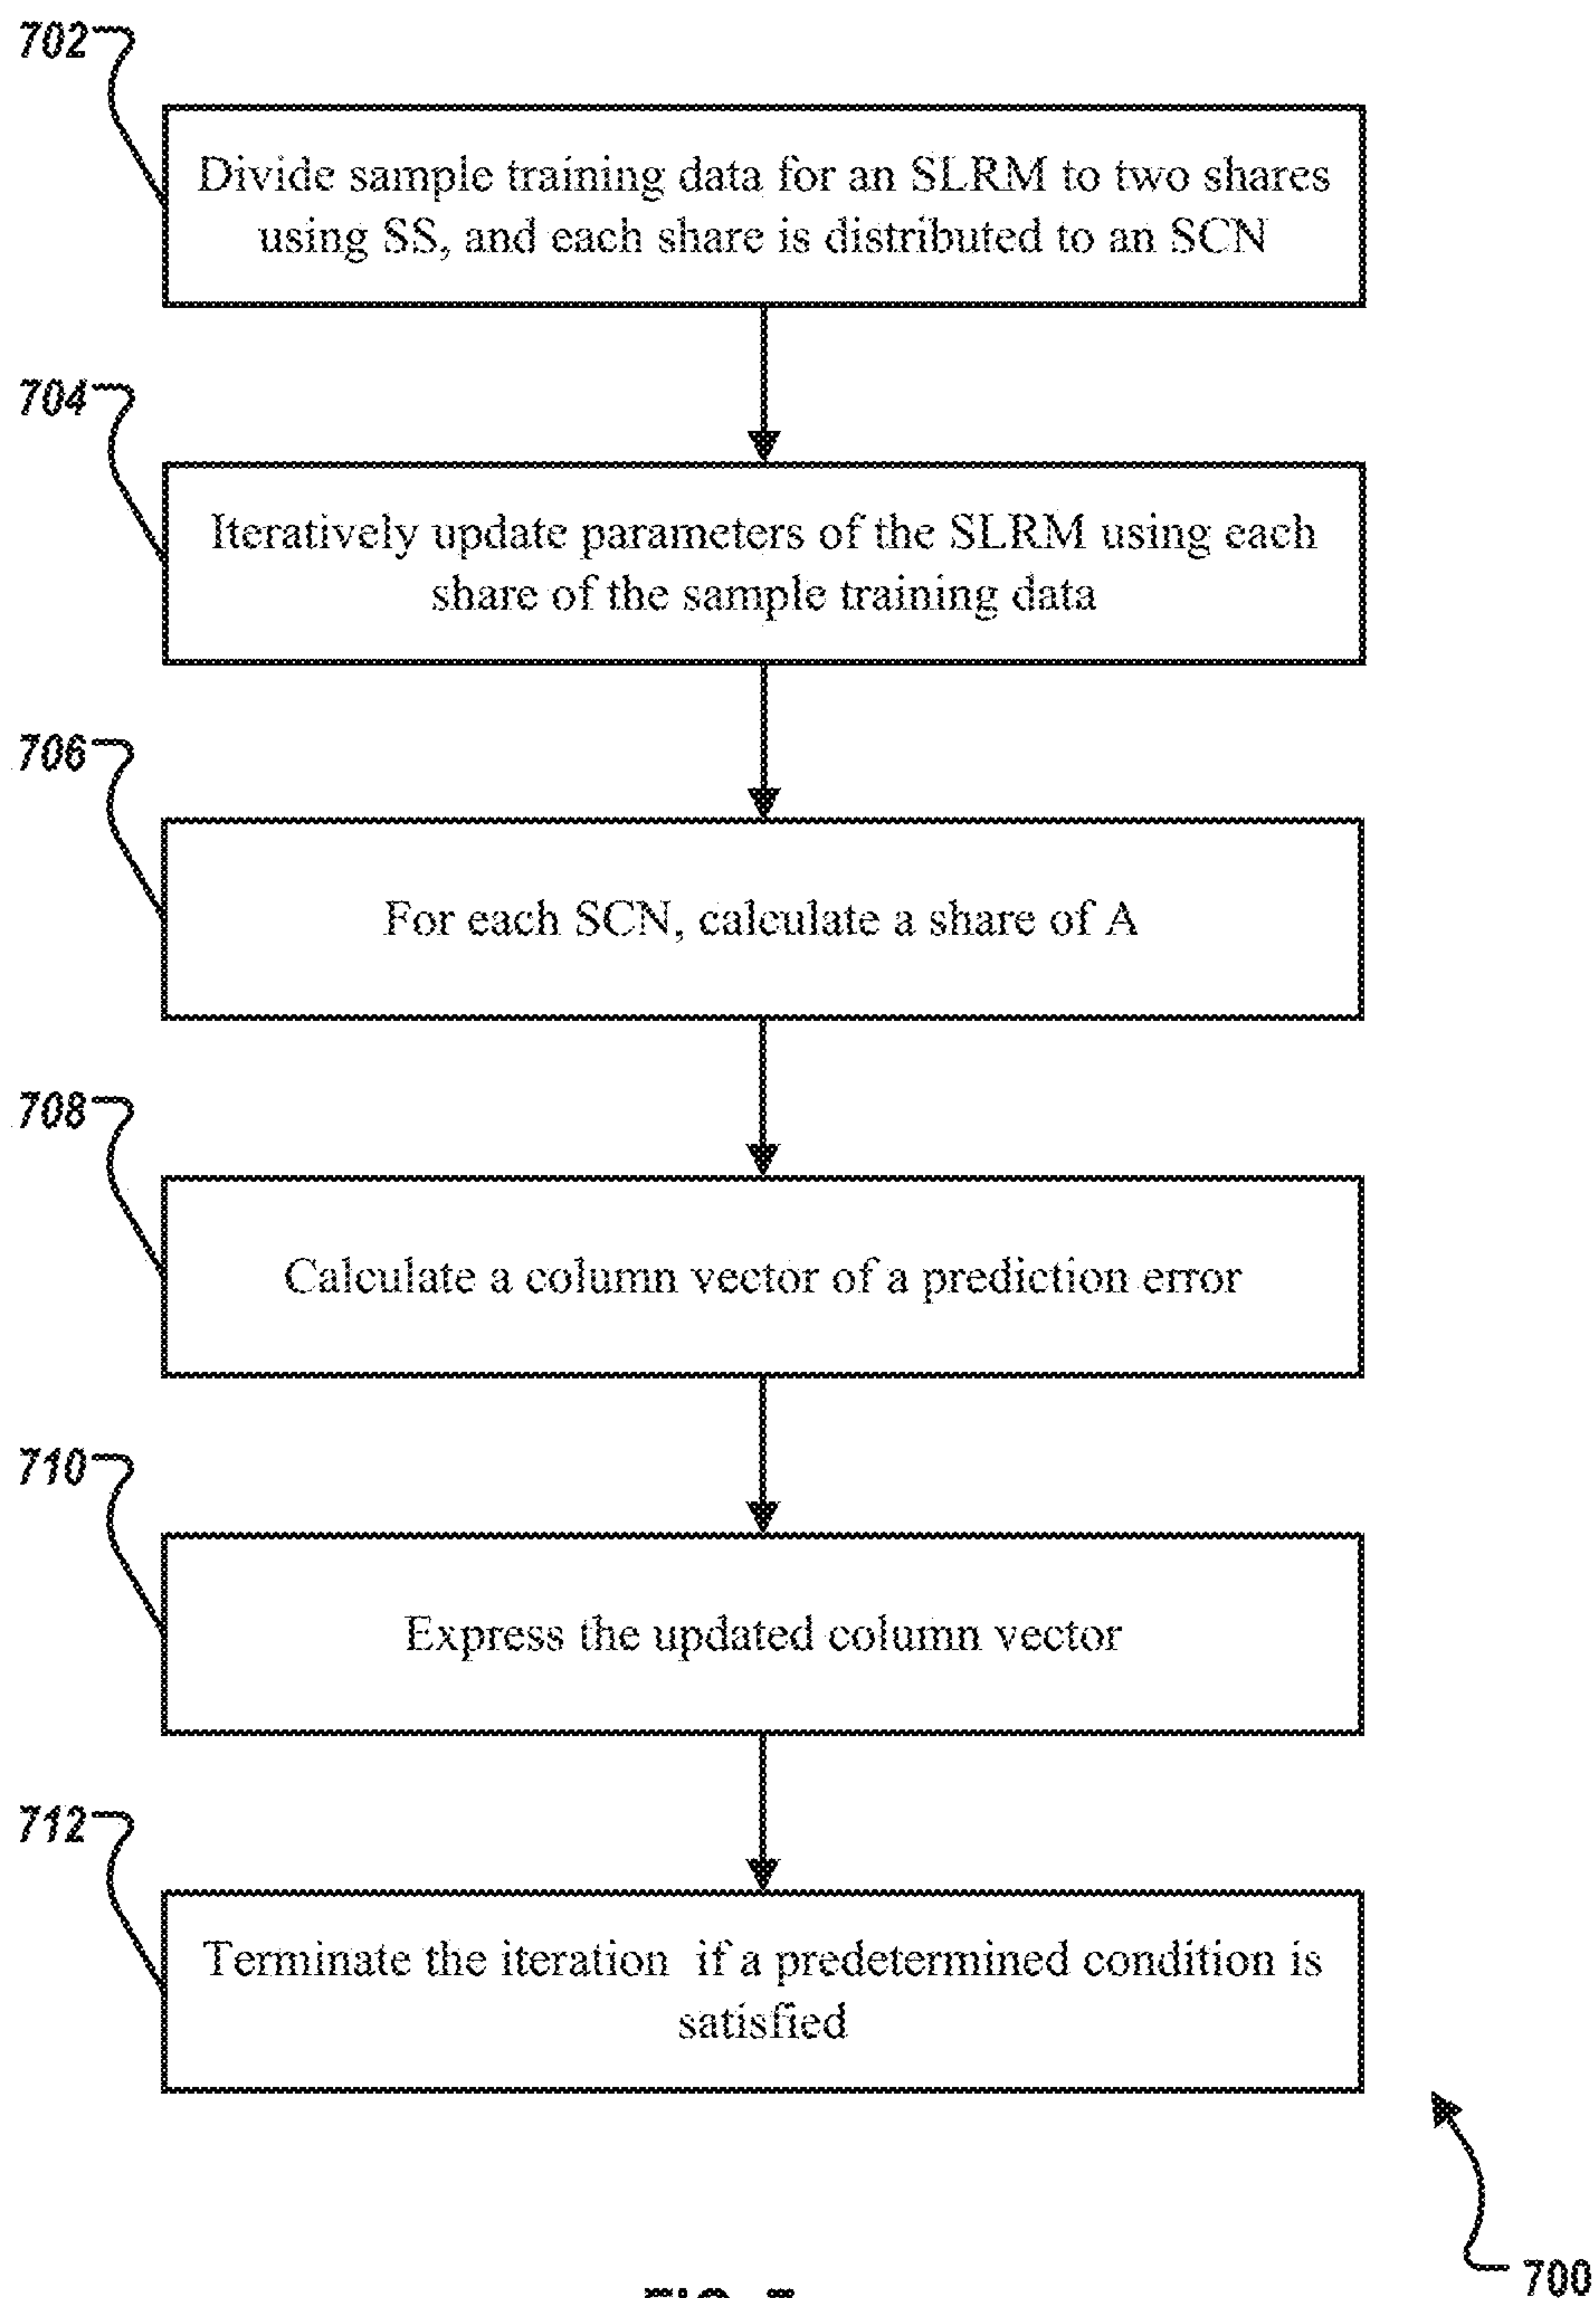 702
Divide sample training data for an SLRM to two shares
using SS, and each share is distributed to an SCN
704
Iteratively update parameters of the SLRM using each
share of the sample training data
706
For each SCN, calculate a share of A
708
Calculate a column vector of a prediction error
710
Express the updated column vector
712
Terminate the iteration if a predetermined condition is
satisfied
700